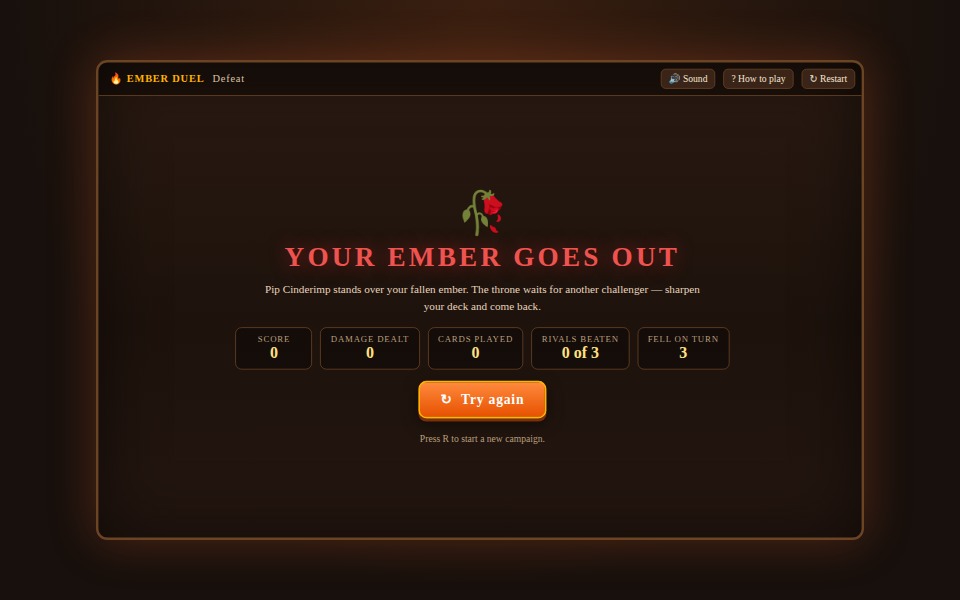 🔥 EMBER DUEL Defeat 🔊 Sound ? How to play ↻ Restart
YOUR EMBER GOES OUT
Pip Cinderimp stands over your fallen ember. The throne waits for another challenger — sharpen
your deck and come back.
SCORE DAMAGE DEALT CARDS PLAYED RIVALS BEATEN FELL ON TURN
0 0 0 0 of 3 3
↻ Try again
Press R to start a new campaign.